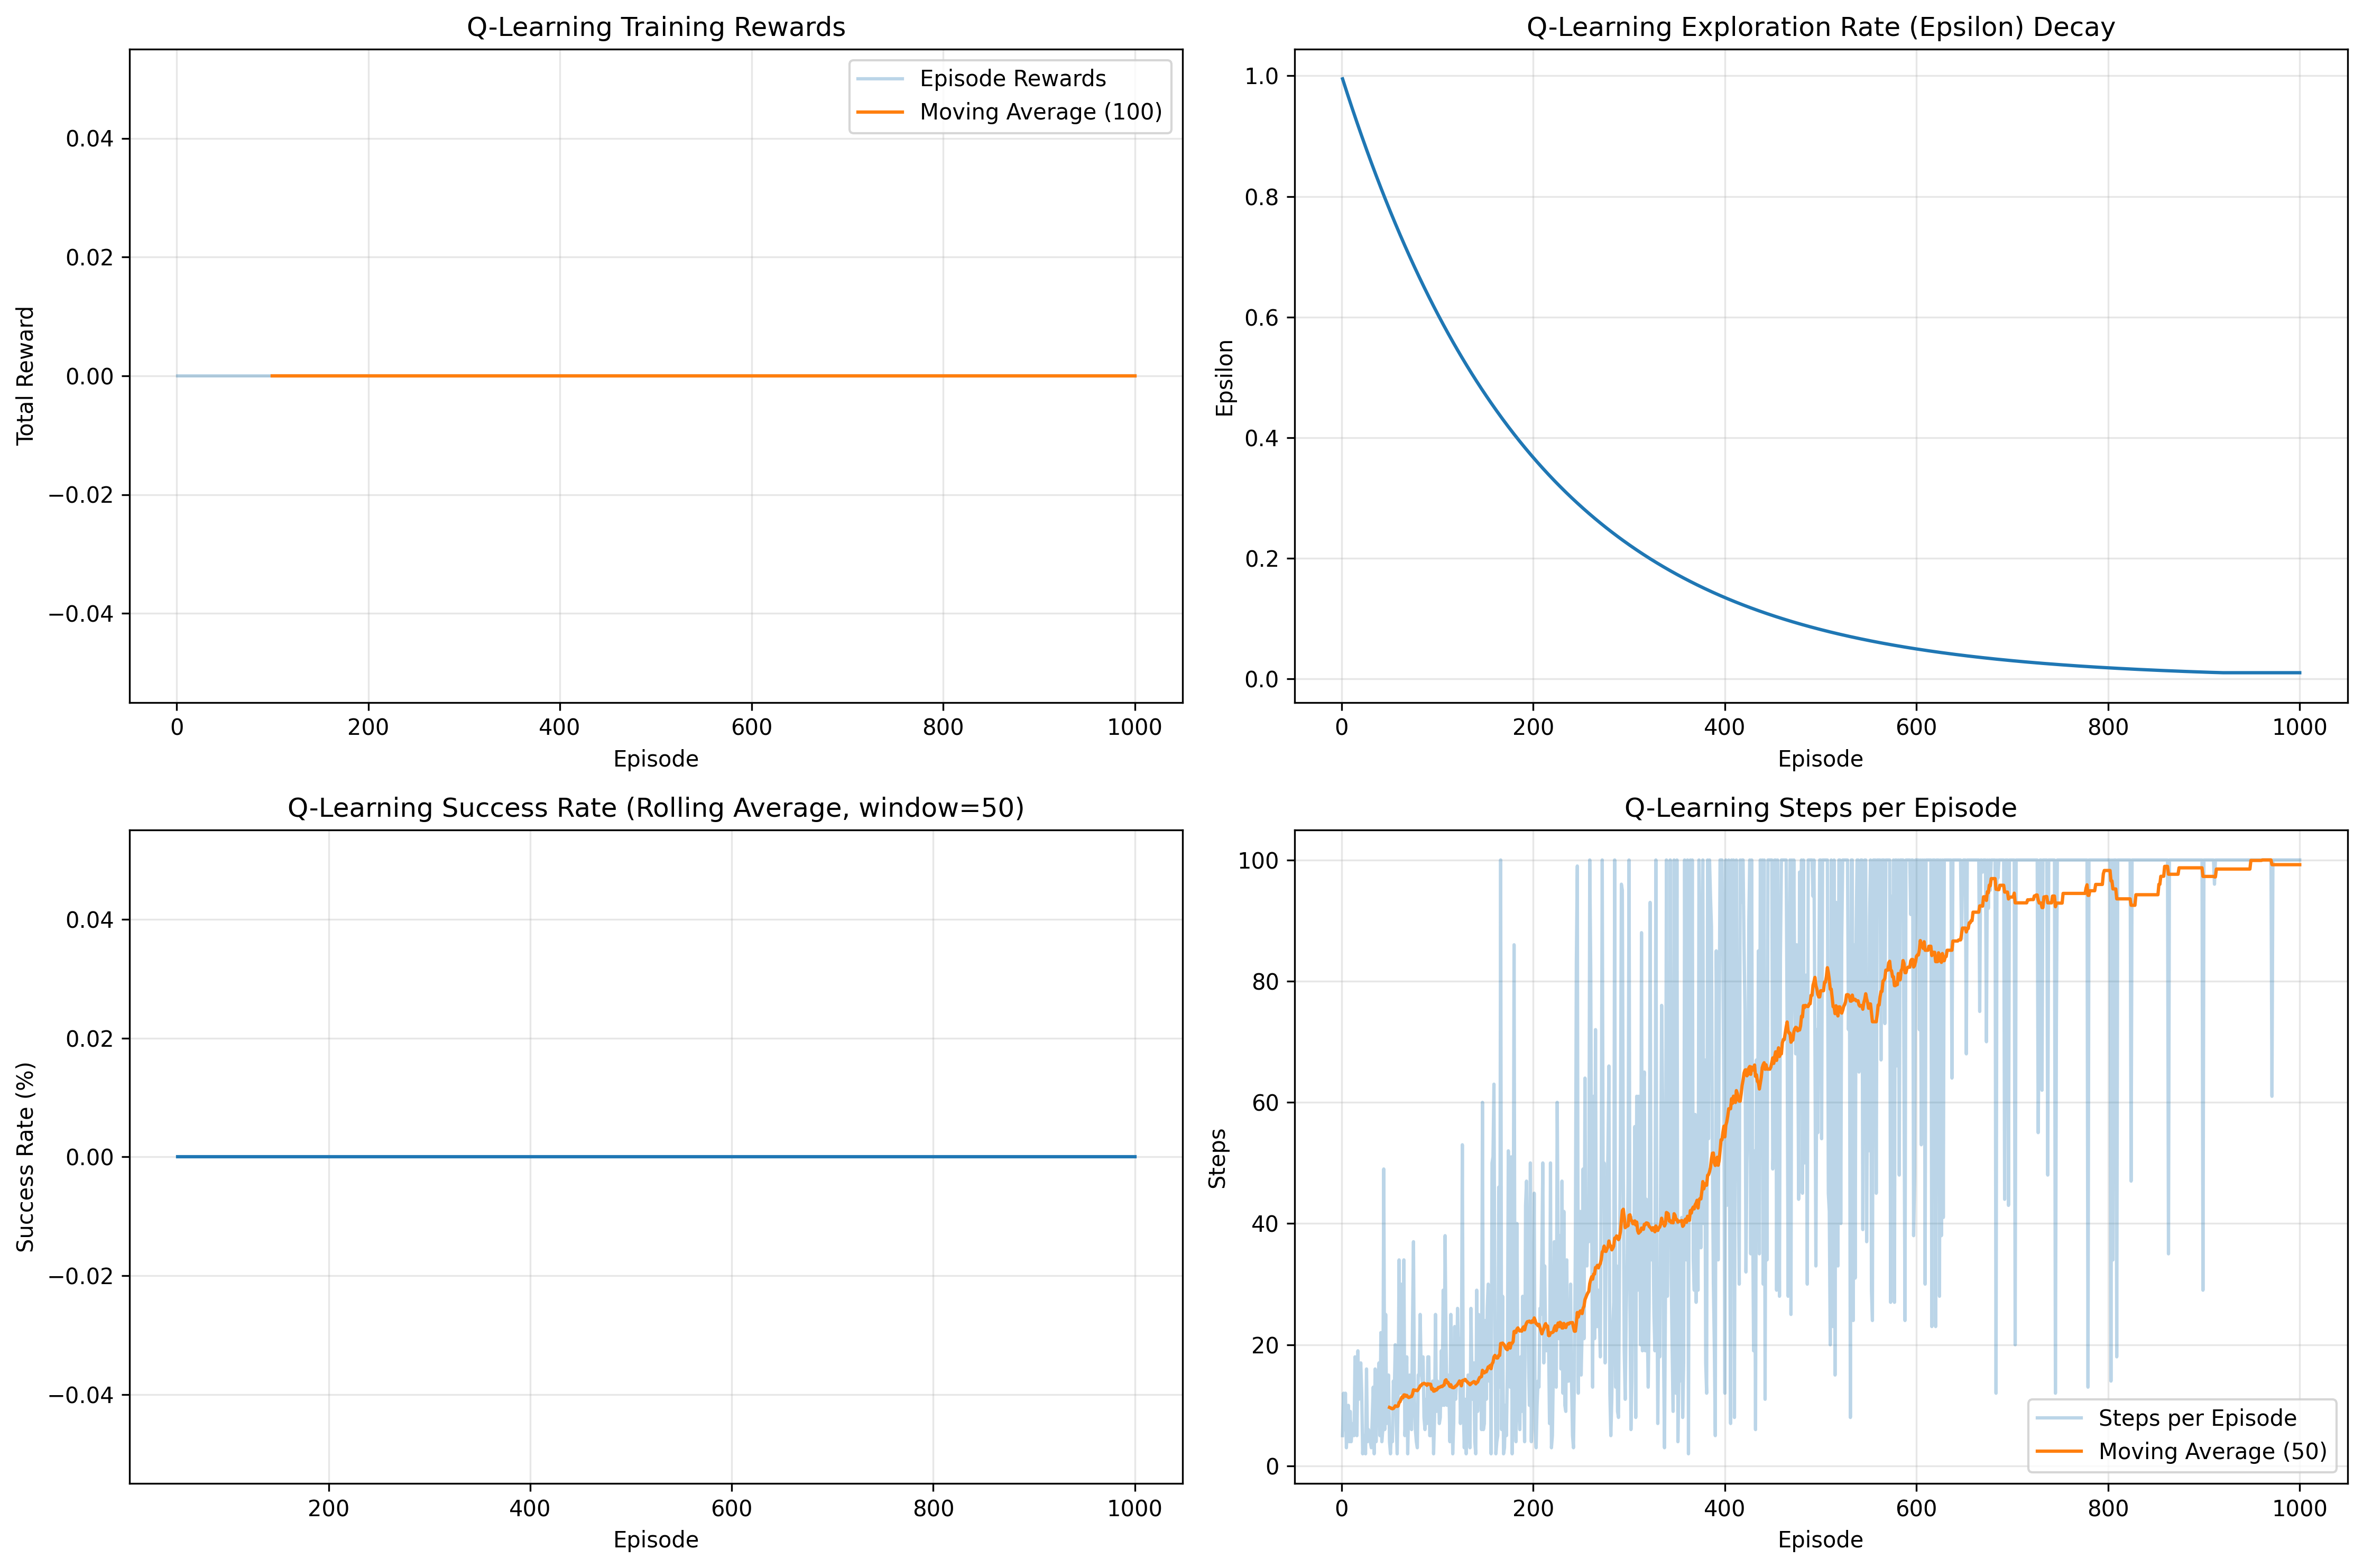 Q-Learning Training Rewards
Episode Rewards
Moving Average (100)
0.04
0.02
0.00
−0.02
−0.04
Total Reward
0 200 400 600 800 1000
Episode
Q-Learning Exploration Rate (Epsilon) Decay
1.0
0.8
0.6
0.4
0.2
0.0
Epsilon
0 200 400 600 800 1000
Episode
Q-Learning Success Rate (Rolling Average, window=50)
0.04
0.02
0.00
−0.02
−0.04
Success Rate (%)
200 400 600 800 1000
Episode
Q-Learning Steps per Episode
100
80
60
40
20
0
Steps
Steps per Episode
Moving Average (50)
0 200 400 600 800 1000
Episode